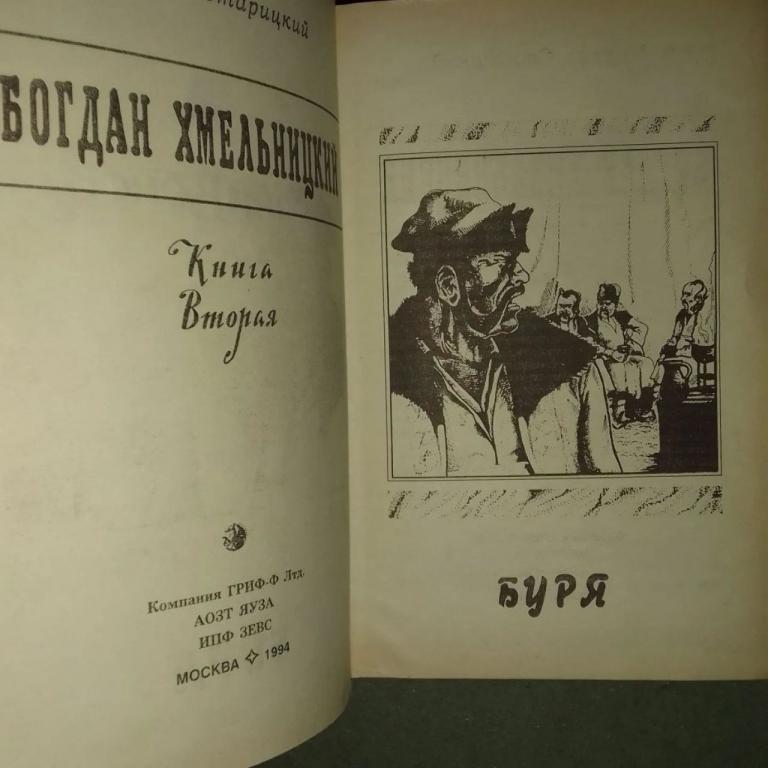 БОГДАН ХМЕЛЬНИЦКИЙ
Книга
Вторая
Компания ГРИФ-Ф Лтд.
АОЗТ ЯУЗА
ИПФ ЗЕВС
МОСКВА 1994
БУРЯ